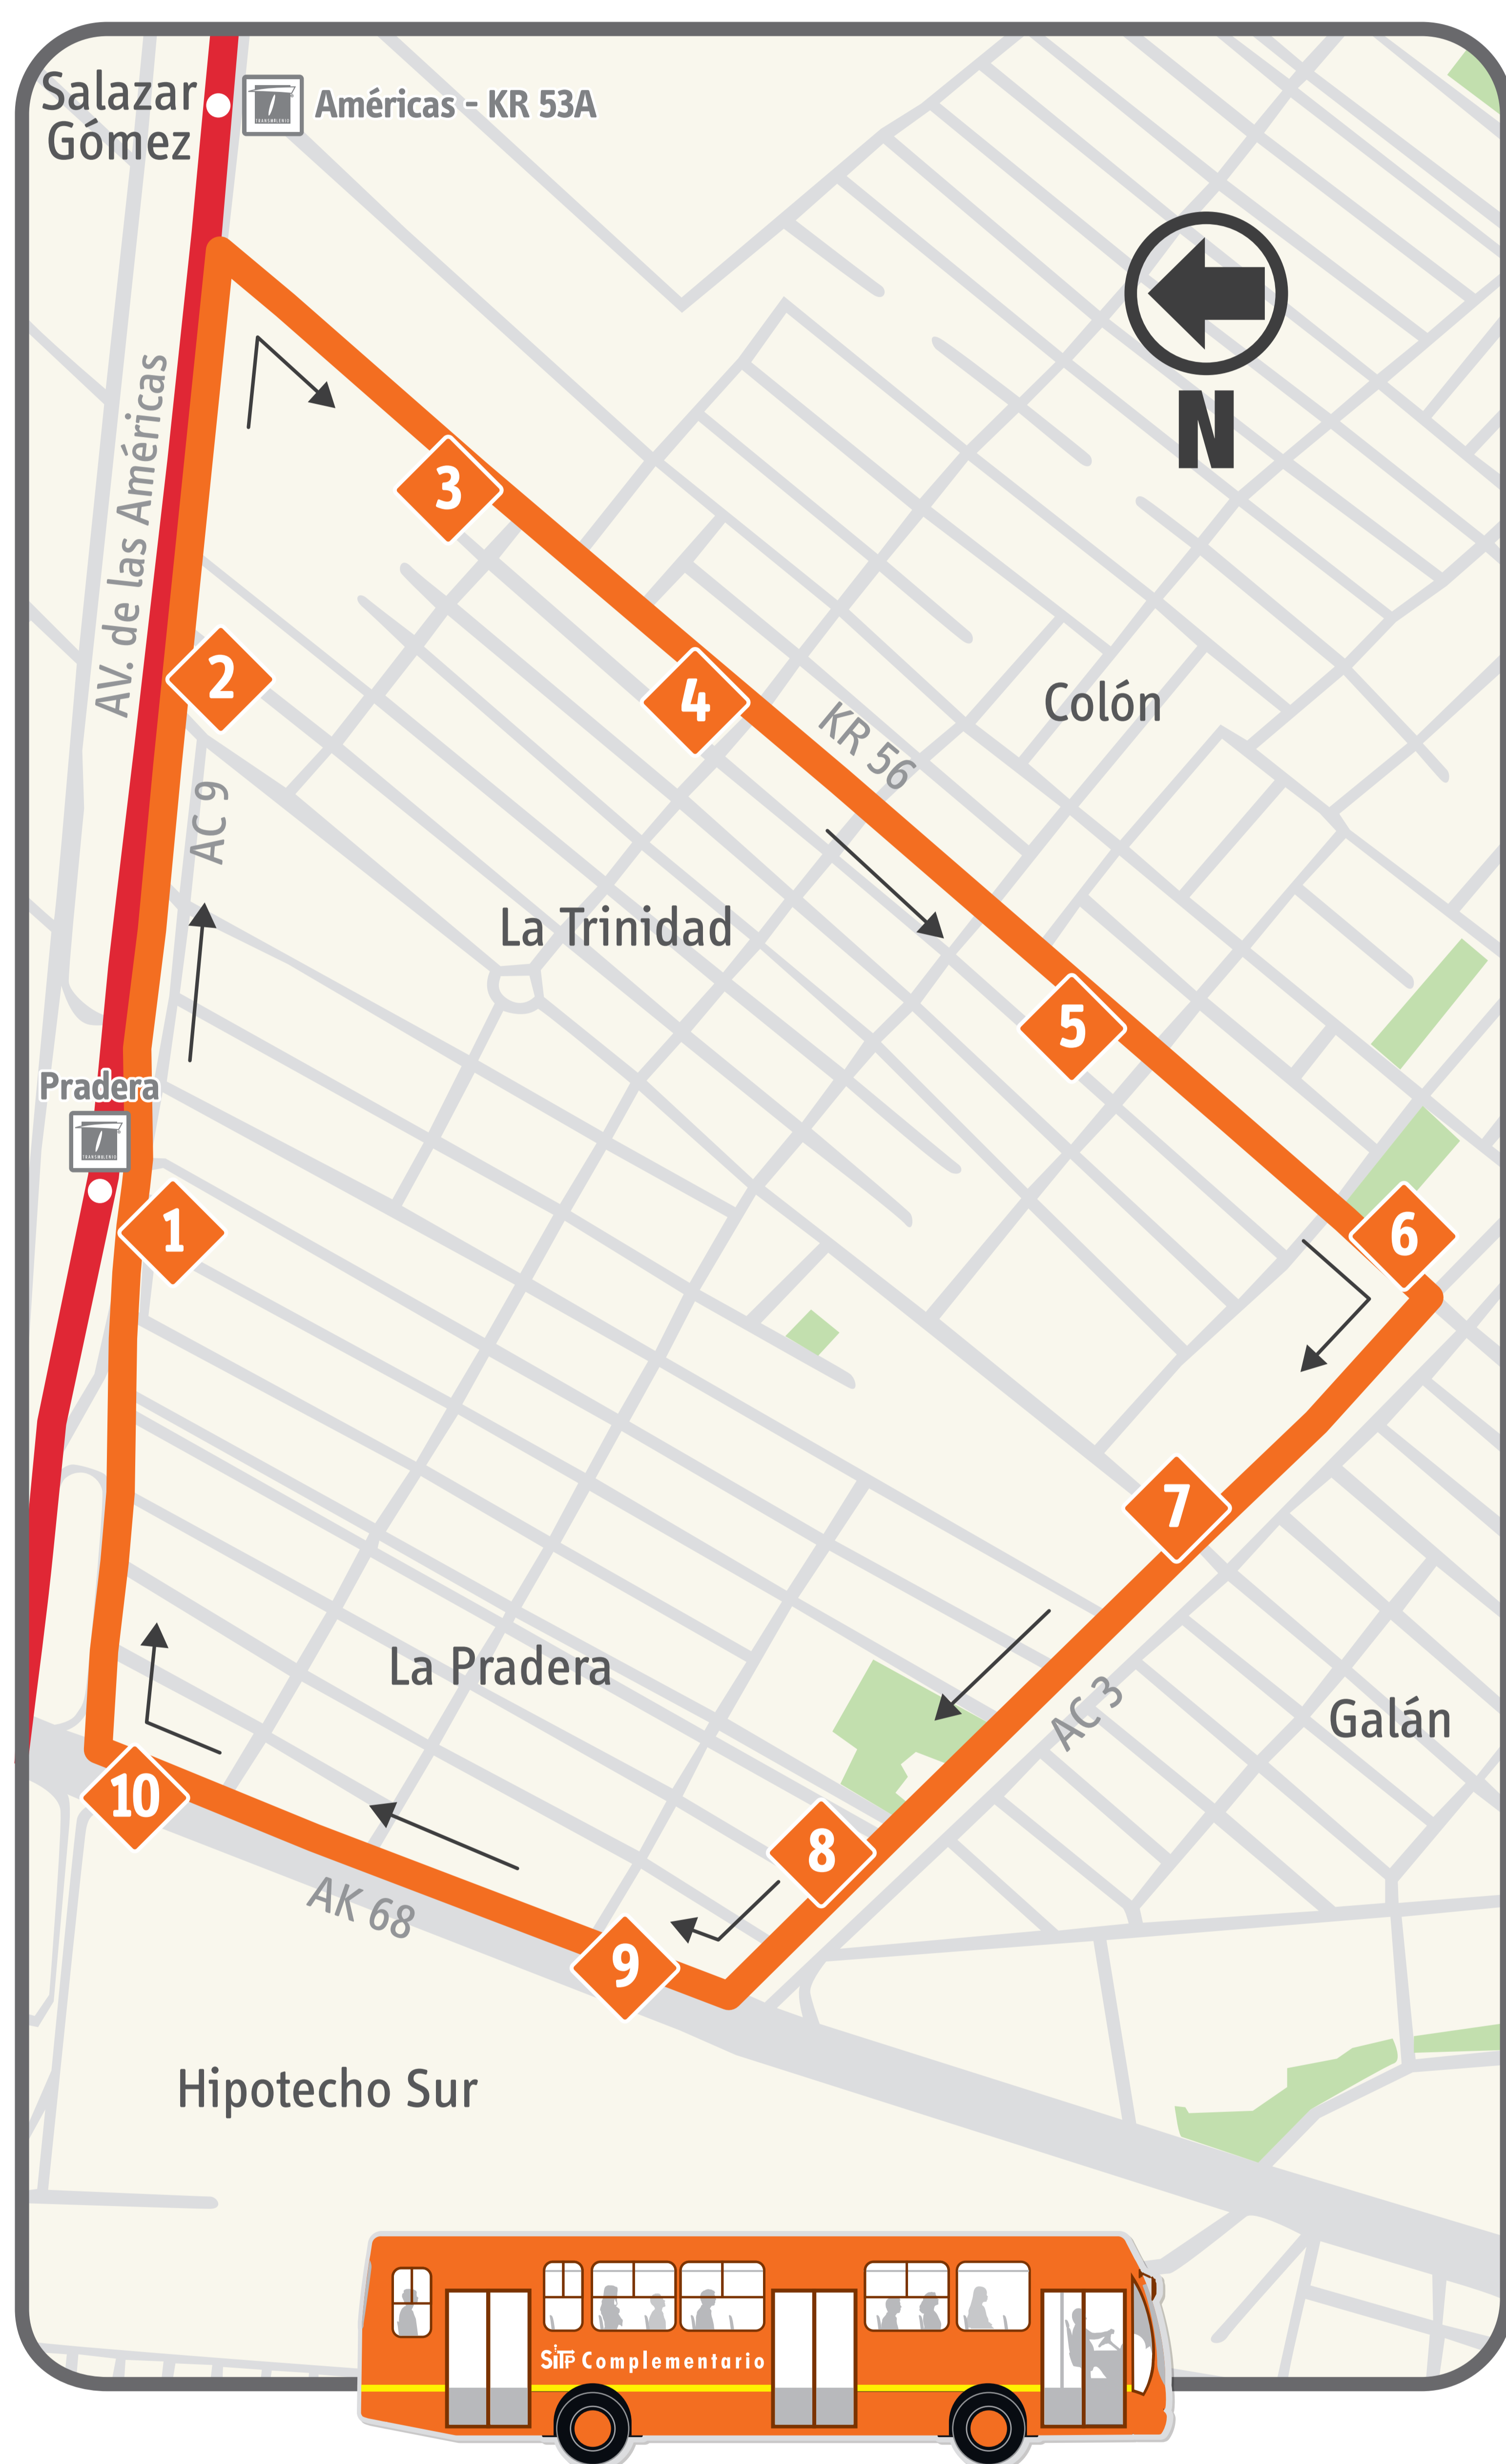 Salazar
Gómez
Américas - KR 53A
N
AV. de las Américas
3
2
4
KR 56
Colón
AC 9
La Trinidad
5
Pradera
TRANSMILENIO
1
6
7
La Pradera
AC 3
Galán
10
8
AK 68
9
Hipotecho Sur
SiTP Complementario